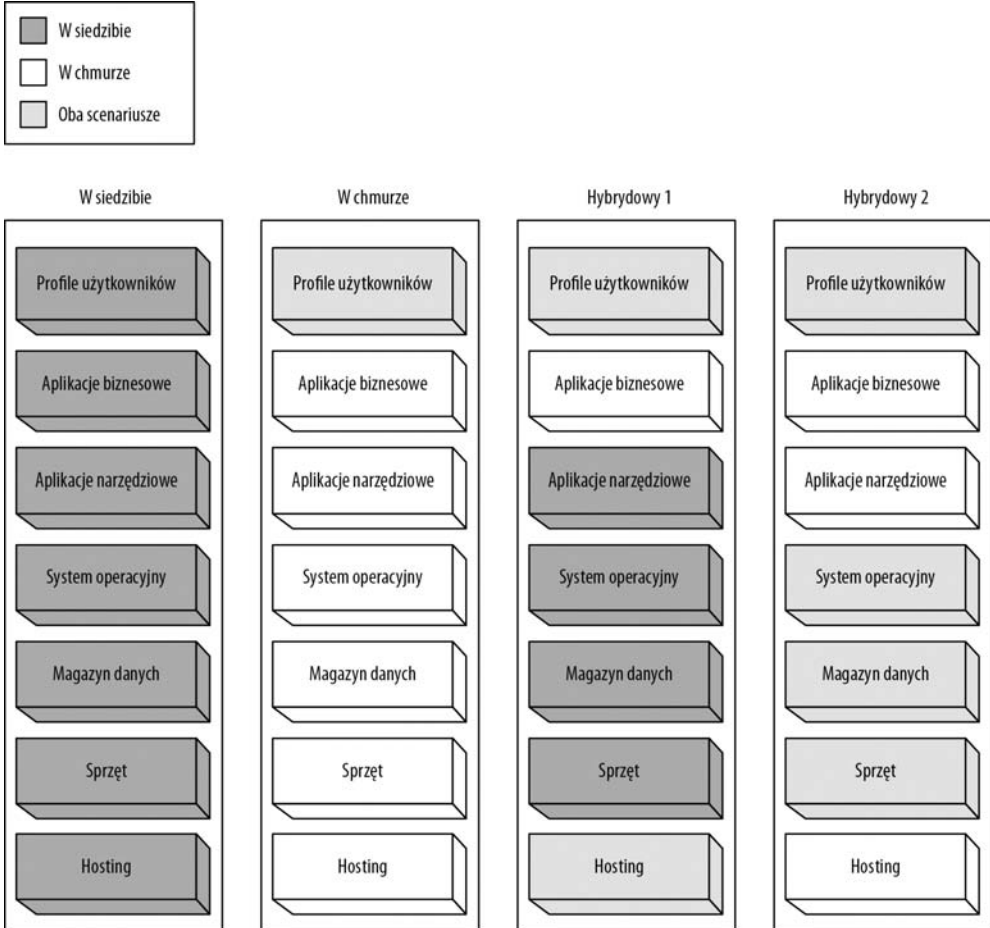 W siedzibie
W chmurze
Oba scenariusze
W siedzibie
W chmurze
Hybrydowy 1
Hybrydowy 2
Profile użytkowników
Profile użytkowników
Profile użytkowników
Profile użytkowników
Aplikacje biznesowe
Aplikacje biznesowe
Aplikacje biznesowe
Aplikacje biznesowe
Aplikacje narzędziowe
Aplikacje narzędziowe
Aplikacje narzędziowe
Aplikacje narzędziowe
System operacyjny
System operacyjny
System operacyjny
System operacyjny
Magazyn danych
Magazyn danych
Magazyn danych
Magazyn danych
Sprzęt
Sprzęt
Sprzęt
Sprzęt
Hosting
Hosting
Hosting
Hosting